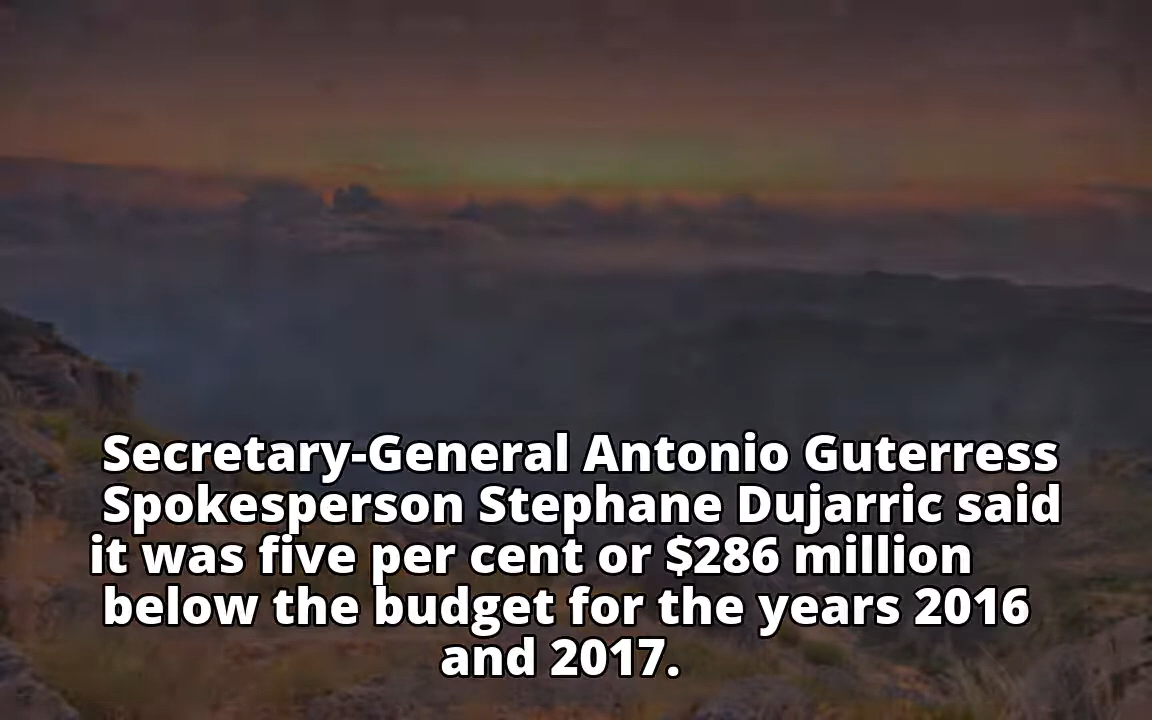 Secretary-General Antonio Guterress
Spokesperson Stephane Dujarric said
it was five per cent or $286 million
below the budget for the years 2016
and 2017.